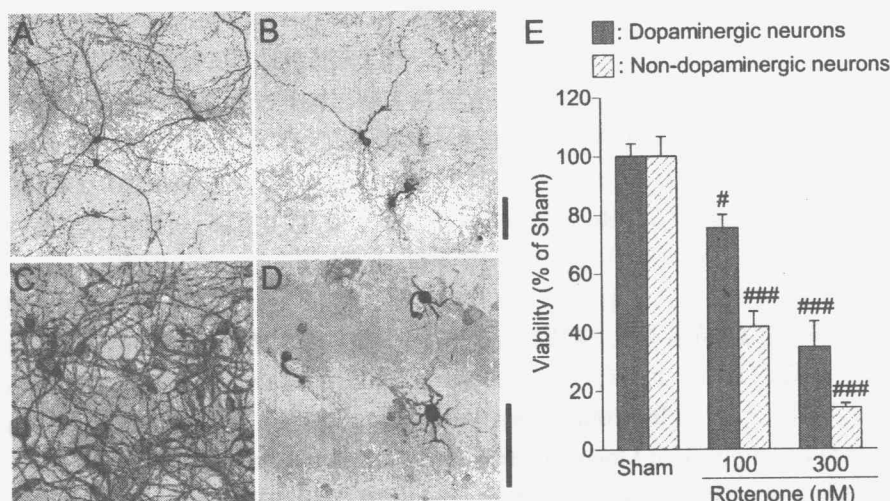 A
B
C
D
E
: Dopaminergic neurons
: Non-dopaminergic neurons
Viability (% of Sham)
120
100
80
60
40
20
0
#
###
###
###
Sham
100
300
Rotenone (nM)